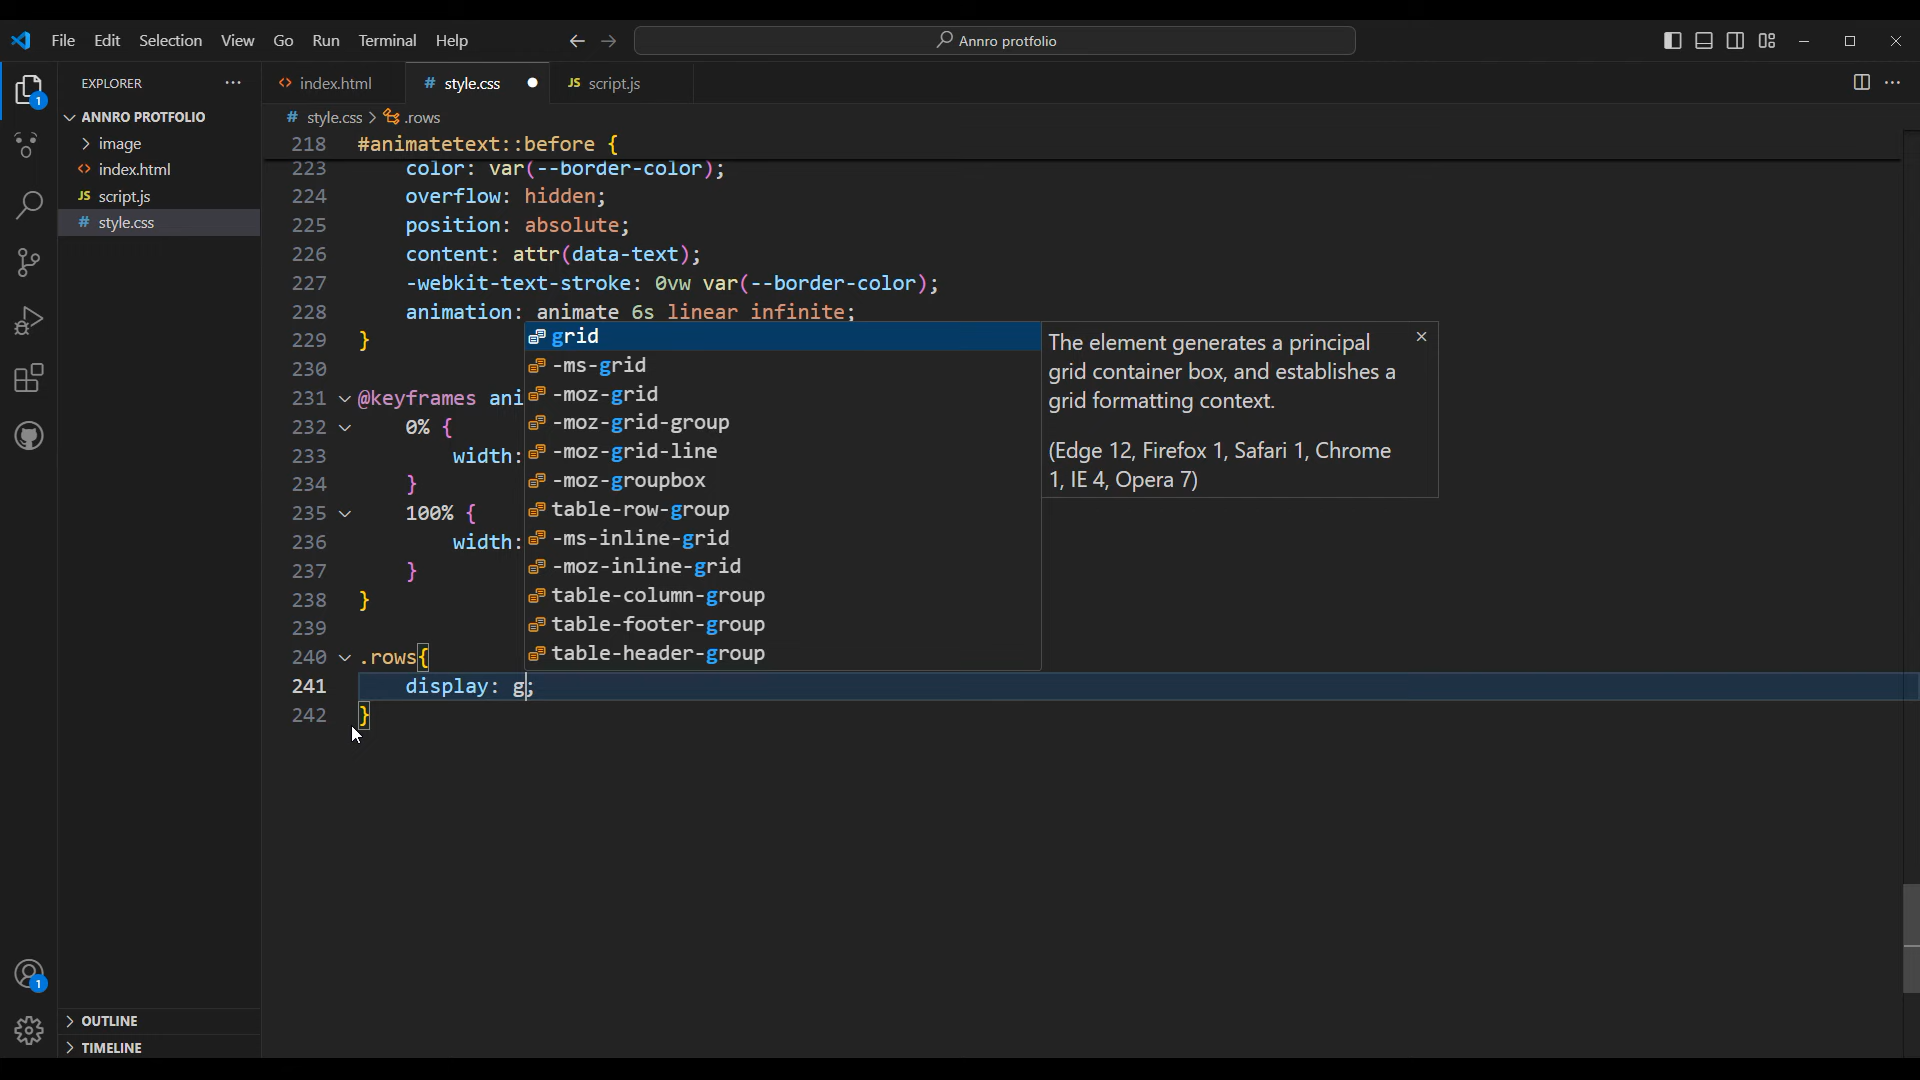 File Edit Selection View Go Run Terminal Help
Annro protfolio
EXPLORER
index.html
# style.css
JS script.js
ANNRO PROTFOLIO
image
index.html
JS script.js
# style.css
# style.css > .rows
218 #animatetext::before {
223 color: var(--border-color);
224 overflow: hidden;
225 position: absolute;
226 content: attr(data-text);
227 -webkit-text-stroke: 0vw var(--border-color);
228 animation: animate 6s linear infinite;
229 }
230
231 @keyframes ani
232 0% {
233 width:
234 }
235 100% {
236 width:
237 }
238 }
239
240 .rows{
241 display: g;
242 }
grid
-ms-grid
-moz-grid
-moz-grid-group
-moz-grid-line
-moz-groupbox
table-row-group
-ms-inline-grid
-moz-inline-grid
table-column-group
table-footer-group
table-header-group
The element generates a principal
grid container box, and establishes a
grid formatting context.
(Edge 12, Firefox 1, Safari 1, Chrome
1, IE 4, Opera 7)
1
1
OUTLINE
TIMELINE